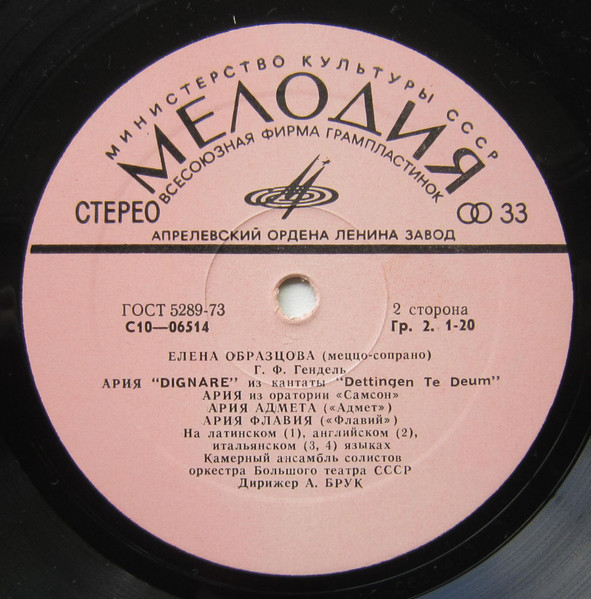 МИНИСТЕРСТВО КУЛЬТУРЫ СССР
МЕЛОДИЯ
ВСЕСОЮЗНАЯ ФИРМА ГРАМПЛАСТИНОК
СТЕРЕО
33
АПРЕЛЕВСКИЙ ОРДЕНА ЛЕНИНА ЗАВОД
ГОСТ 5289-73
2 сторона
С10—06514
Гр. 2. 1-20
ЕЛЕНА ОБРАЗЦОВА (меццо-сопрано)
Г. Ф. Гендель
АРИЯ "DIGNARE" из кантаты "Dettingen Te Deum"
АРИЯ из оратории «Самсон»
АРИЯ АДМЕТА («Адмет»)
АРИЯ ФЛАВИЯ («Флавий»)
На латинском (1), английском (2),
итальянском (3, 4) языках
Камерный ансамбль солистов
оркестра Большого театра СССР
Дирижер А. БРУК